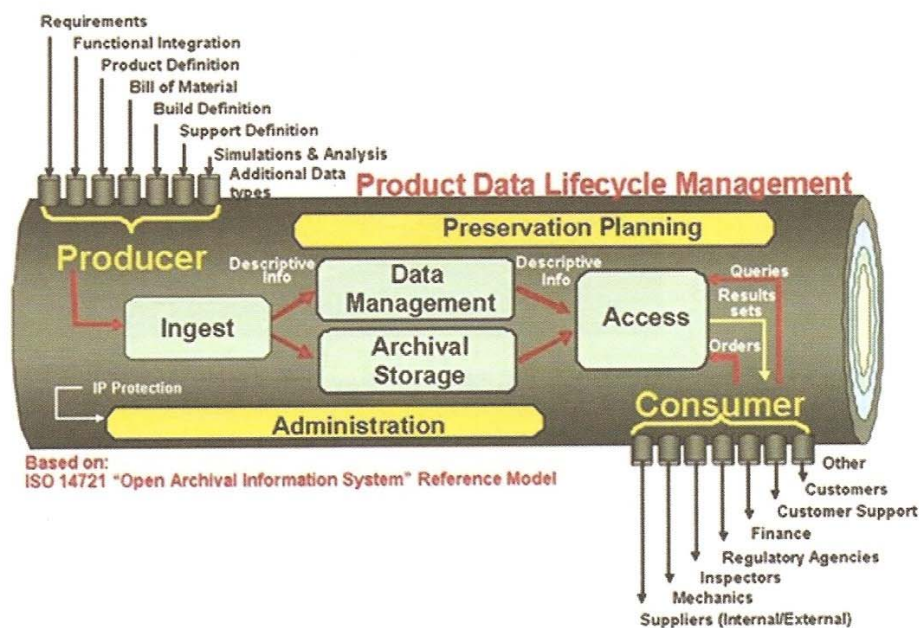 Requirements
Functional Integration
Product Definition
Bill of Material
Build Definition
Support Definition
Simulations & Analysis
Additional Data
types
Product Data Lifecycle Management
Preservation Planning
Producer
Descriptive
Info
Data
Management
Descriptive
Info
Queries
Ingest
Access
Results
sets
Archival
Storage
Orders
IP Protection
Consumer
Administration
Based on:
ISO 14721 "Open Archival Information System" Reference Model
Other
Customers
Customer Support
Finance
Regulatory Agencies
Inspectors
Mechanics
Suppliers (Internal/External)